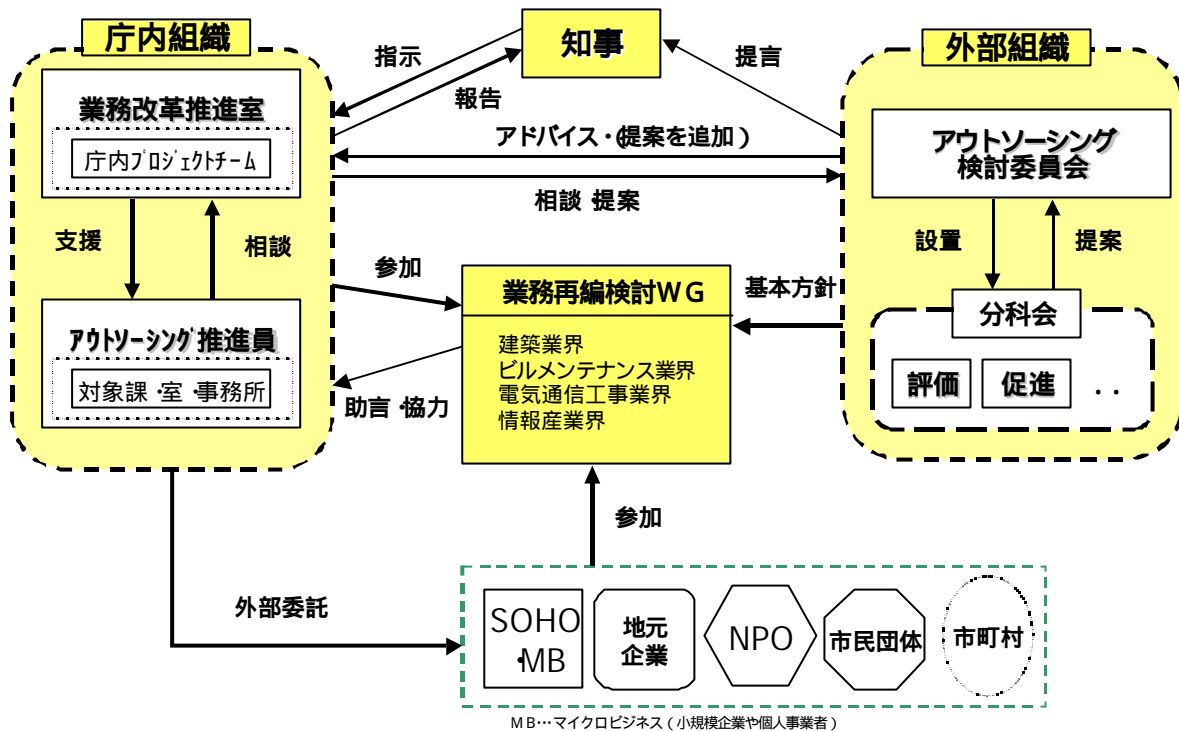 庁内組織
知事
外部組織
指示
報告
提言
業務改革推進室
庁内プロジェクトチーム
アドバイス・(提案を追加)
相談・提案
アウトソーシング
検討委員会
支援
相談
設置
提案
参加
業務再編検討WG
基本方針
分科会
アウトソーシング推進員
対象課・室・事務所
建築業界
ビルメンテナンス業界
電気通信工事業界
情報産業界
評価
促進
. .
助言・協力
参加
外部委託
SOHO
・MB
地元
企業
NPO
市民団体
市町村
MB…マイクロビジネス(小規模企業や個人事業者)